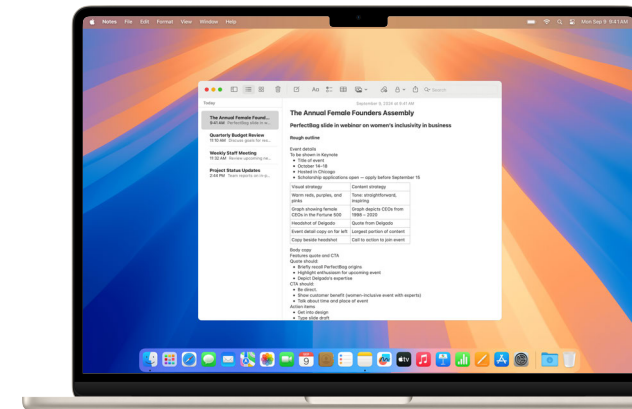 Notes File Edit Format View Window Help
Mon Sep 9 9:41 AM
Search
Today
September 9, 2024 at 9:41 AM
The Annual Female Found...
9:41 AM PerfectBag slide in w...
Quarterly Budget Review
11:10 AM Discuss goals for
Weekly Staff Meeting
11:32 AM Review upcoming
Project Status Updates
2:44 PM Team reports on
The Annual Female Founders Assembly
PerfectBag slide in webiner on women's inclusivity in business
Rough outline
Event details
To be shown in Keynote
• Title of event
• October 14–18
• Hosted in Chicago
• Scholarship applications open — apply before September 15
Visual strategy Content strategy
Warm reds, purples, and pinks Tone: straightforward, inspiring
Graph showing female CEOs in the Fortune 500 Graph depicts CEOs from 1998 – 2020
Headshot of Delgado Quote from Delgado
Event detail copy on far left Largest portion of content
Copy beside headshot Call to action to join event
Body copy
Features quote and CTA
Quote should:
• Briefly recall PerfectBag origins
• Highlight enthusiasm for upcoming event
• Depict Delgado's expertise
CTA should:
• Be direct
• Show customer benefit (women-inclusive event with experts)
• Talk about time and place of event
Action items
• Get into design
• Type slide draft
SEP
9
tv